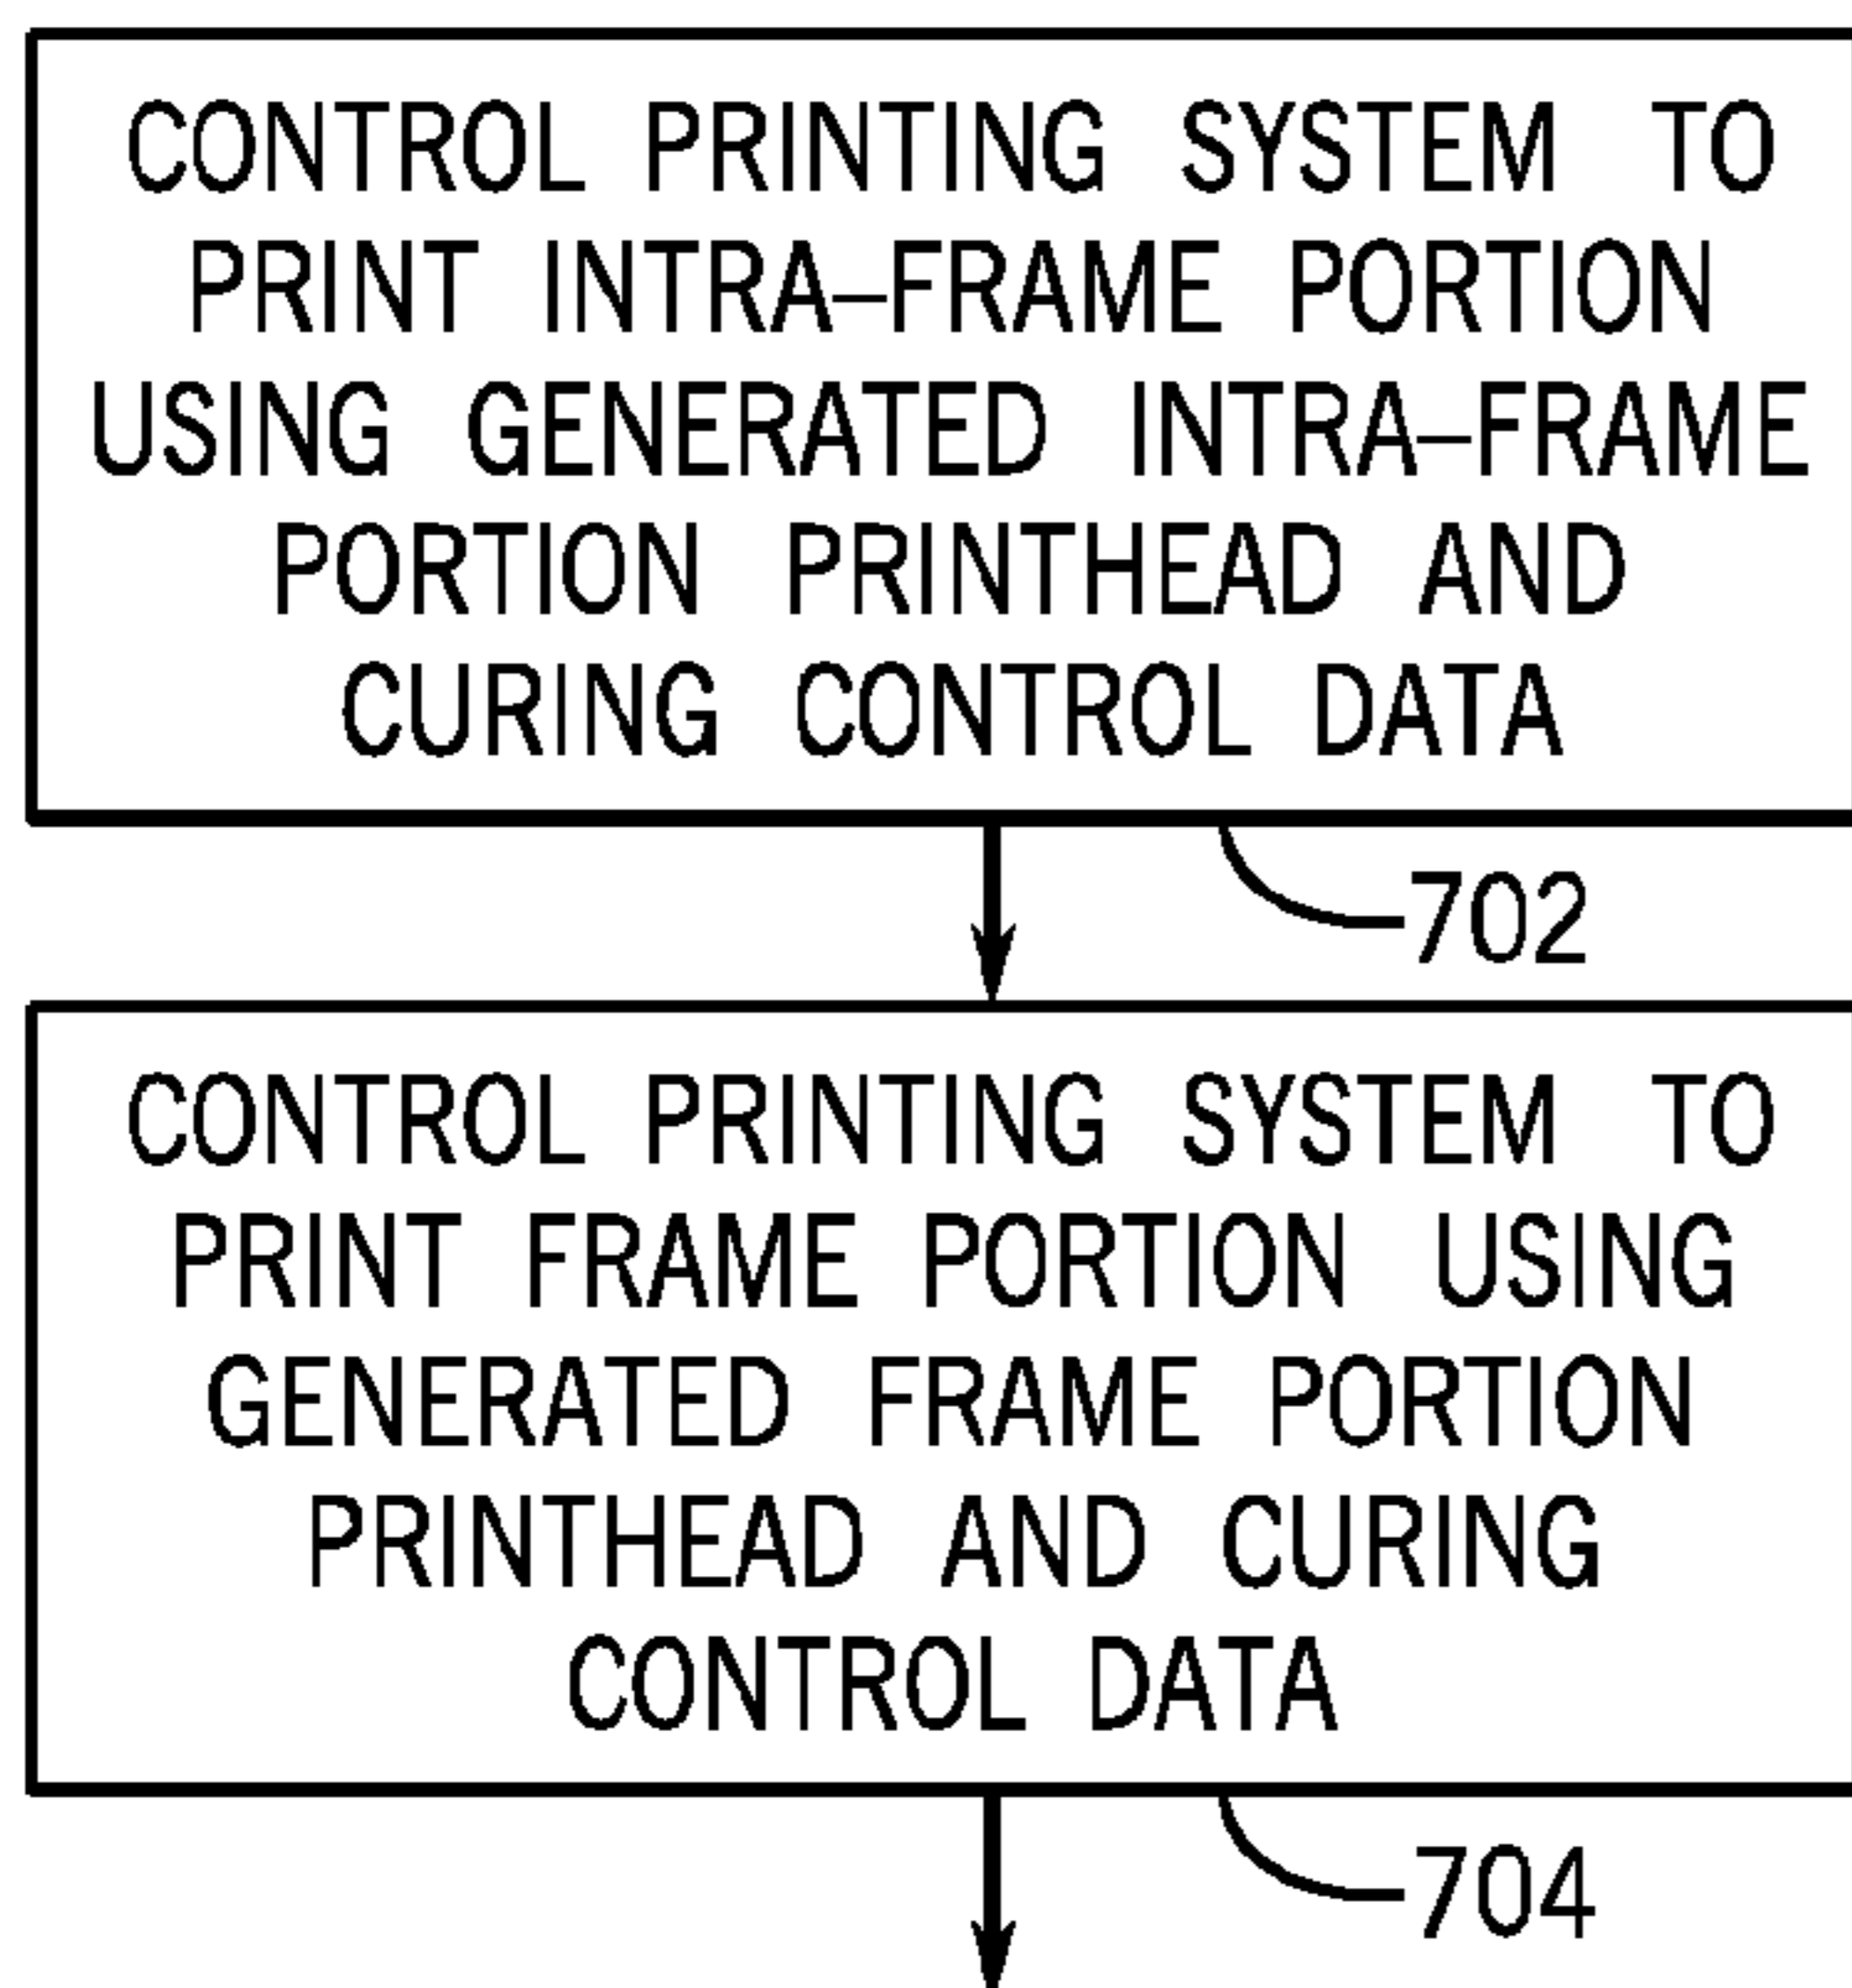 CONTROL PRINTING SYSTEM TO
PRINT INTRA–FRAME PORTION
USING GENERATED INTRA–FRAME
PORTION PRINTHEAD AND
CURING CONTROL DATA
702
CONTROL PRINTING SYSTEM TO
PRINT FRAME PORTION USING
GENERATED FRAME PORTION
PRINTHEAD AND CURING
CONTROL DATA
704